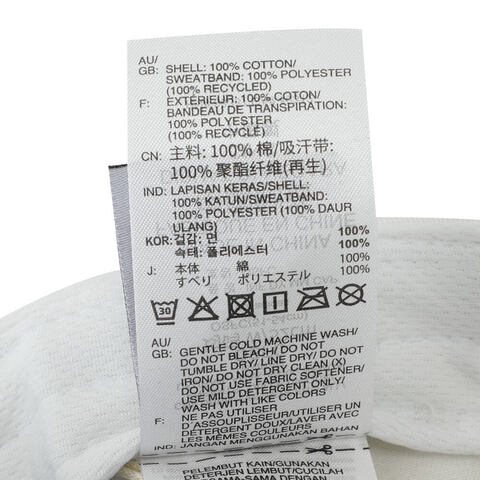 AU/
GB: SHELL: 100% COTTON/
SWEATBAND: 100% POLYESTER
(100% RECYCLED)
F: EXTÉRIEUR: 100% COTON/
BANDEAU DE TRANSPIRATION:
100% POLYESTER
(100% RECYCLÉ)
CN: 主料: 100% 棉/吸汗带:
100% 聚酯纤维(再生)
IND: LAPISAN KERAS/SHELL:
100% KATUN/SWEATBAND:
100% POLYESTER (100% DAUR
ULANG)
KOR: 겉감: 면 100%
속테: 폴리에스터 100%
J: 本体 綿 100%
すべり ポリエステル 100%
30
AU/
GB: GENTLE COLD MACHINE WASH/
DO NOT BLEACH/DO NOT
TUMBLE DRY/ LINE DRY/DO NOT
IRON/DO NOT DRY CLEAN (X)
DO NOT USE FABRIC SOFTENER/
USE MILD DETERGENT ONLY/
WASH WITH LIKE COLORS
F: NE PAS UTILISER
D'ASSOUPLISSEUR/UTILISER
DÉTERGENT DOUX/LAVER AVEC
LES MÊMES COULEURS
IND: JANGAN MENGGUNAKAN BAHAN
PELEMBUT KAIN/GUNAKAN
DETERJEN LEMBUT/CUCILAH